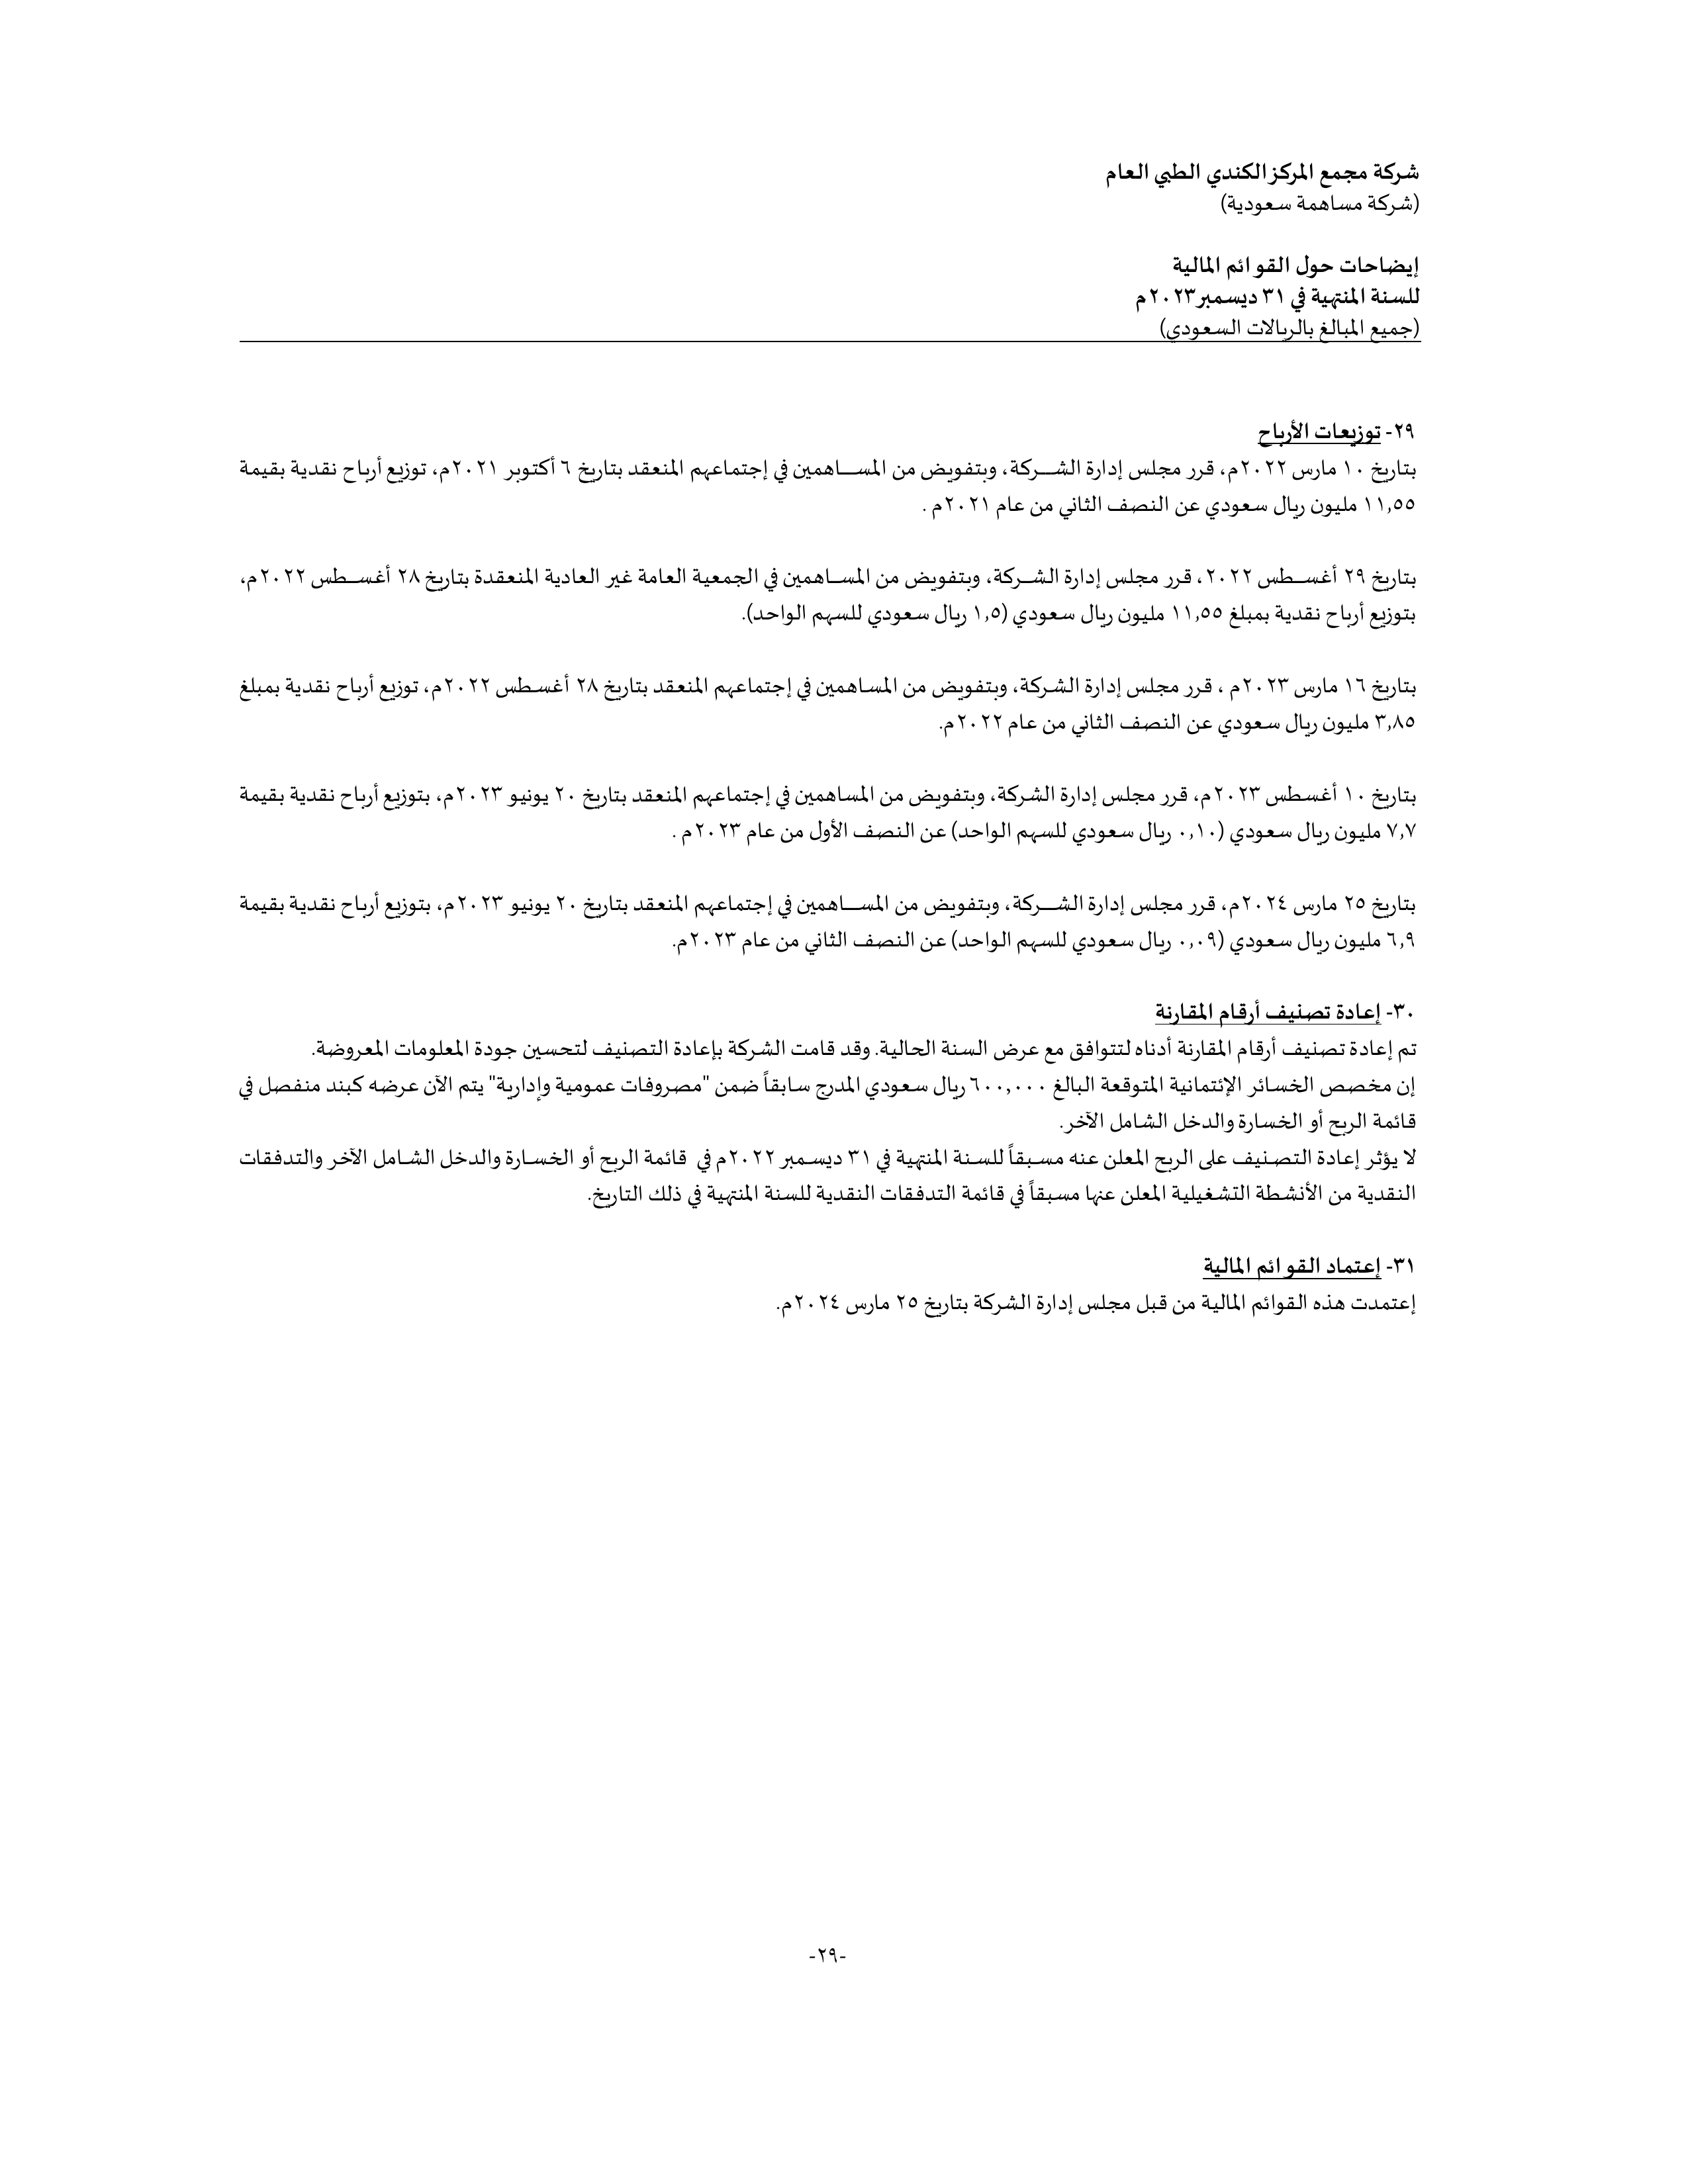 شركة مجمع المركز الكندي الطبي العام
(شركة مساهمة سعودية)
إيضاحات حول القوائم المالية
للسنة المنتهية في ٣١ ديسمبر٢٠٢٣م
(جميع المبالغ بالريالات السعودي)
٢٩- توزيعات الأرباح
بتاريخ ١٠ مارس ٢٠٢٢م، قرر مجلس إدارة الشركة، وبتفويض من المساهمين في إجتماعهم المنعقد بتاريخ ٦ أكتوبر ٢٠٢١م، توزيع أرباح نقدية بقيمة
١١,٥٥ مليون ريال سعودي عن النصف الثاني من عام ٢٠٢١م .
بتاريخ ٢٩ أغسطس ٢٠٢٢، قرر مجلس إدارة الشركة، وبتفويض من المساهمين في الجمعية العامة غير العادية المنعقدة بتاريخ ٢٨ أغسطس ٢٠٢٢م،
بتوزيع أرباح نقدية بمبلغ ١١,٥٥ مليون ريال سعودي (١,٥ ريال سعودي للسهم الواحد).
بتاريخ ١٦ مارس ٢٠٢٣م ، قرر مجلس إدارة الشركة، وبتفويض من المساهمين في إجتماعهم المنعقد بتاريخ ٢٨ أغسطس ٢٠٢٢م، توزيع أرباح نقدية بمبلغ
٣,٨٥ مليون ريال سعودي عن النصف الثاني من عام ٢٠٢٢م.
بتاريخ ١٠ أغسطس ٢٠٢٣م، قرر مجلس إدارة الشركة، وبتفويض من المساهمين في إجتماعهم المنعقد بتاريخ ٢٠ يونيو ٢٠٢٣م، بتوزيع أرباح نقدية بقيمة
٧,٧ مليون ريال سعودي (٠,١٠ ريال سعودي للسهم الواحد) عن النصف الأول من عام ٢٠٢٣م .
بتاريخ ٢٥ مارس ٢٠٢٤م، قرر مجلس إدارة الشركة، وبتفويض من المساهمين في إجتماعهم المنعقد بتاريخ ٢٠ يونيو ٢٠٢٣م، بتوزيع أرباح نقدية بقيمة
٦,٩ مليون ريال سعودي (٠,٠٩ ريال سعودي للسهم الواحد) عن النصف الثاني من عام ٢٠٢٣م.
٣٠- إعادة تصنيف أرقام المقارنة
تم إعادة تصنيف أرقام المقارنة أدناه لتتوافق مع عرض السنة الحالية. وقد قامت الشركة بإعادة التصنيف لتحسين جودة المعلومات المعروضة.
إن مخصص الخسائر الإئتمانية المتوقعة البالغ ٦٠٠,٠٠٠ ريال سعودي المدرج سابقاً ضمن "مصروفات عمومية وإدارية" يتم الآن عرضه كبند منفصل في
قائمة الربح أو الخسارة والدخل الشامل الآخر.
لا يؤثر إعادة التصنيف على الربح المعلن عنه مسبقاً للسنة المنتهية في ٣١ ديسمبر ٢٠٢٢م في قائمة الربح أو الخسارة والدخل الشامل الآخر والتدفقات
النقدية من الأنشطة التشغيلية المعلن عنها مسبقاً في قائمة التدفقات النقدية للسنة المنتهية في ذلك التاريخ.
٣١- إعتماد القوائم المالية
إعتمدت هذه القوائم المالية من قبل مجلس إدارة الشركة بتاريخ ٢٥ مارس ٢٠٢٤م.
-٢٩-